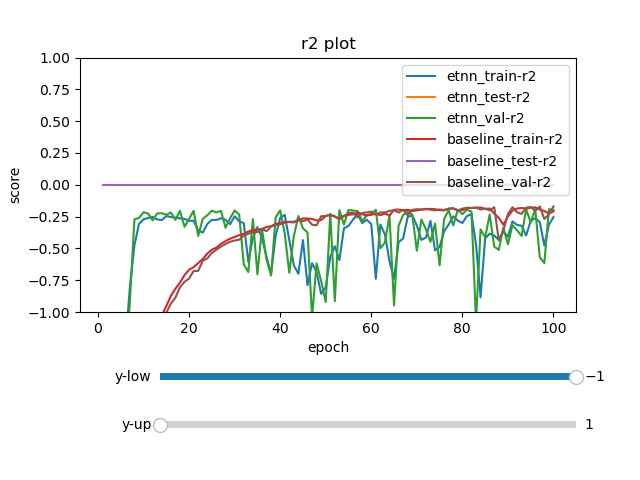 r2 plot
1.00
0.75
0.50
0.25
0.00
−0.25
−0.50
−0.75
−1.00
score
etnn_train-r2
etnn_test-r2
etnn_val-r2
baseline_train-r2
baseline_test-r2
baseline_val-r2
0 20 40 60 80 100
epoch
y-low −1
y-up 1